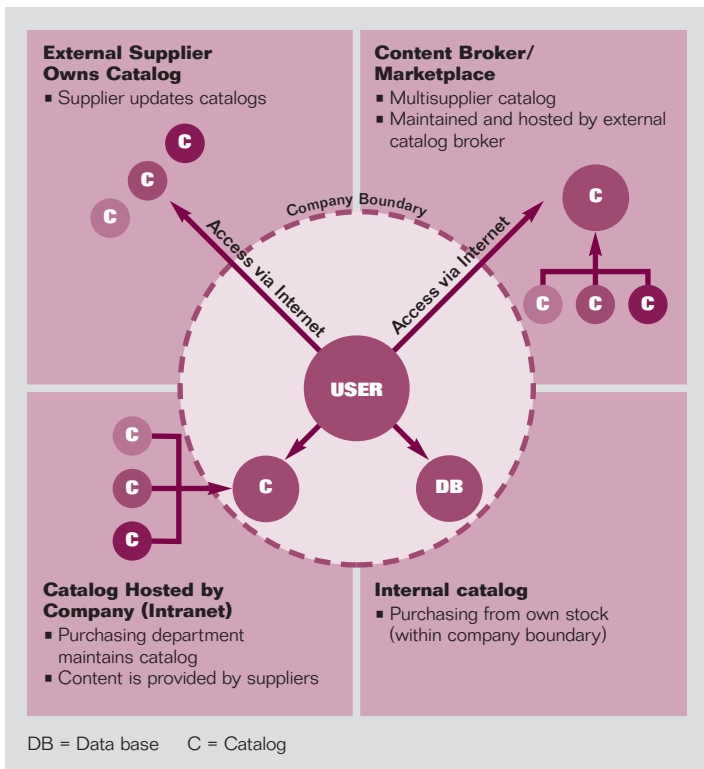 External Supplier
Owns Catalog
▪ Supplier updates catalogs
C
C
C
Content Broker/
Marketplace
▪ Multisupplier catalog
▪ Maintained and hosted by external
catalog broker
C
C C C
Company Boundary
Access via Internet
Access via Internet
USER
C
C
C
C
DB
Catalog Hosted by
Company (Intranet)
▪ Purchasing department
maintains catalog
▪ Content is provided by suppliers
Internal catalog
▪ Purchasing from own stock
(within company boundary)
DB = Data base C = Catalog